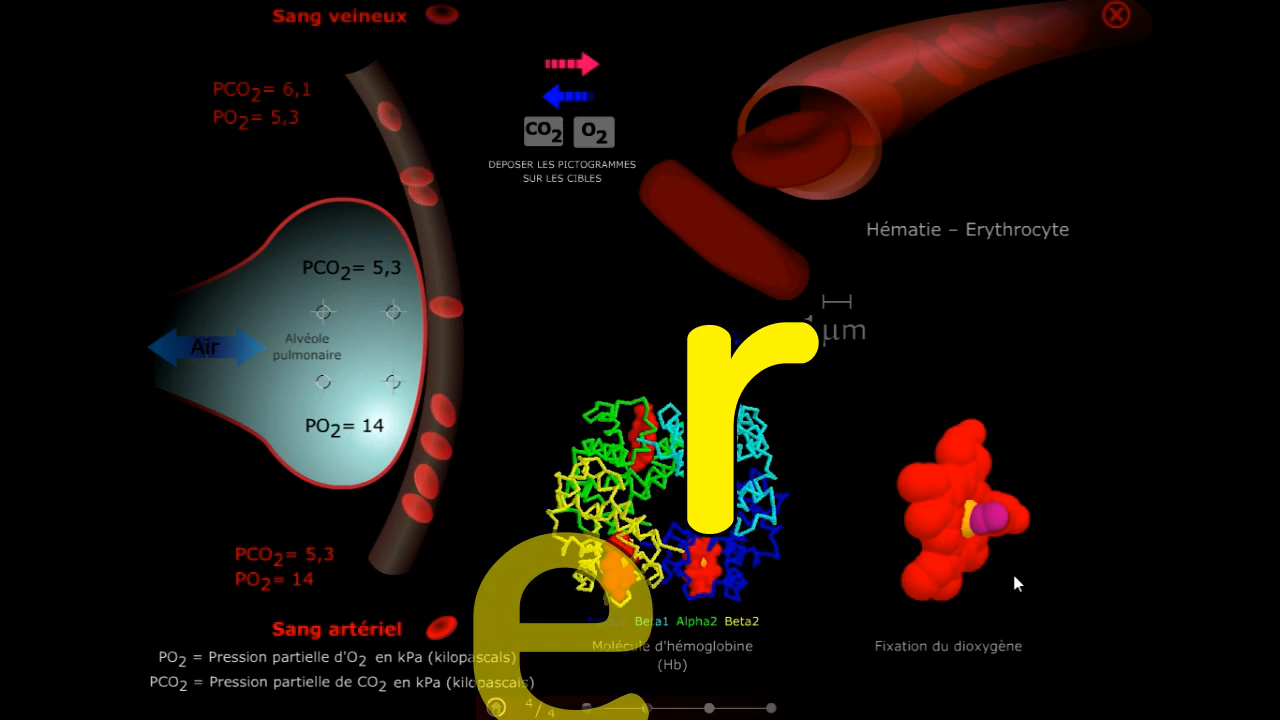 Sang veineux
PCO2= 6,1
PO2= 5,3
CO2 O2
DEPOSER LES PICTOGRAMMES
SUR LES CIBLES
Hématie – Erythrocyte
PCO2= 5,3
Air
Alvéole
pulmonaire
PO2= 14
µm
r
e
PCO2= 5,3
PO2= 14
Sang artériel
PO2 = Pression partielle d'O2 en kPa (kilopascals)
PCO2 = Pression partielle de CO2 en kPa (kilopascals)
Beta1 Alpha2 Beta2
Molécule d'hémoglobine
(Hb)
Fixation du dioxygène
4 / 4